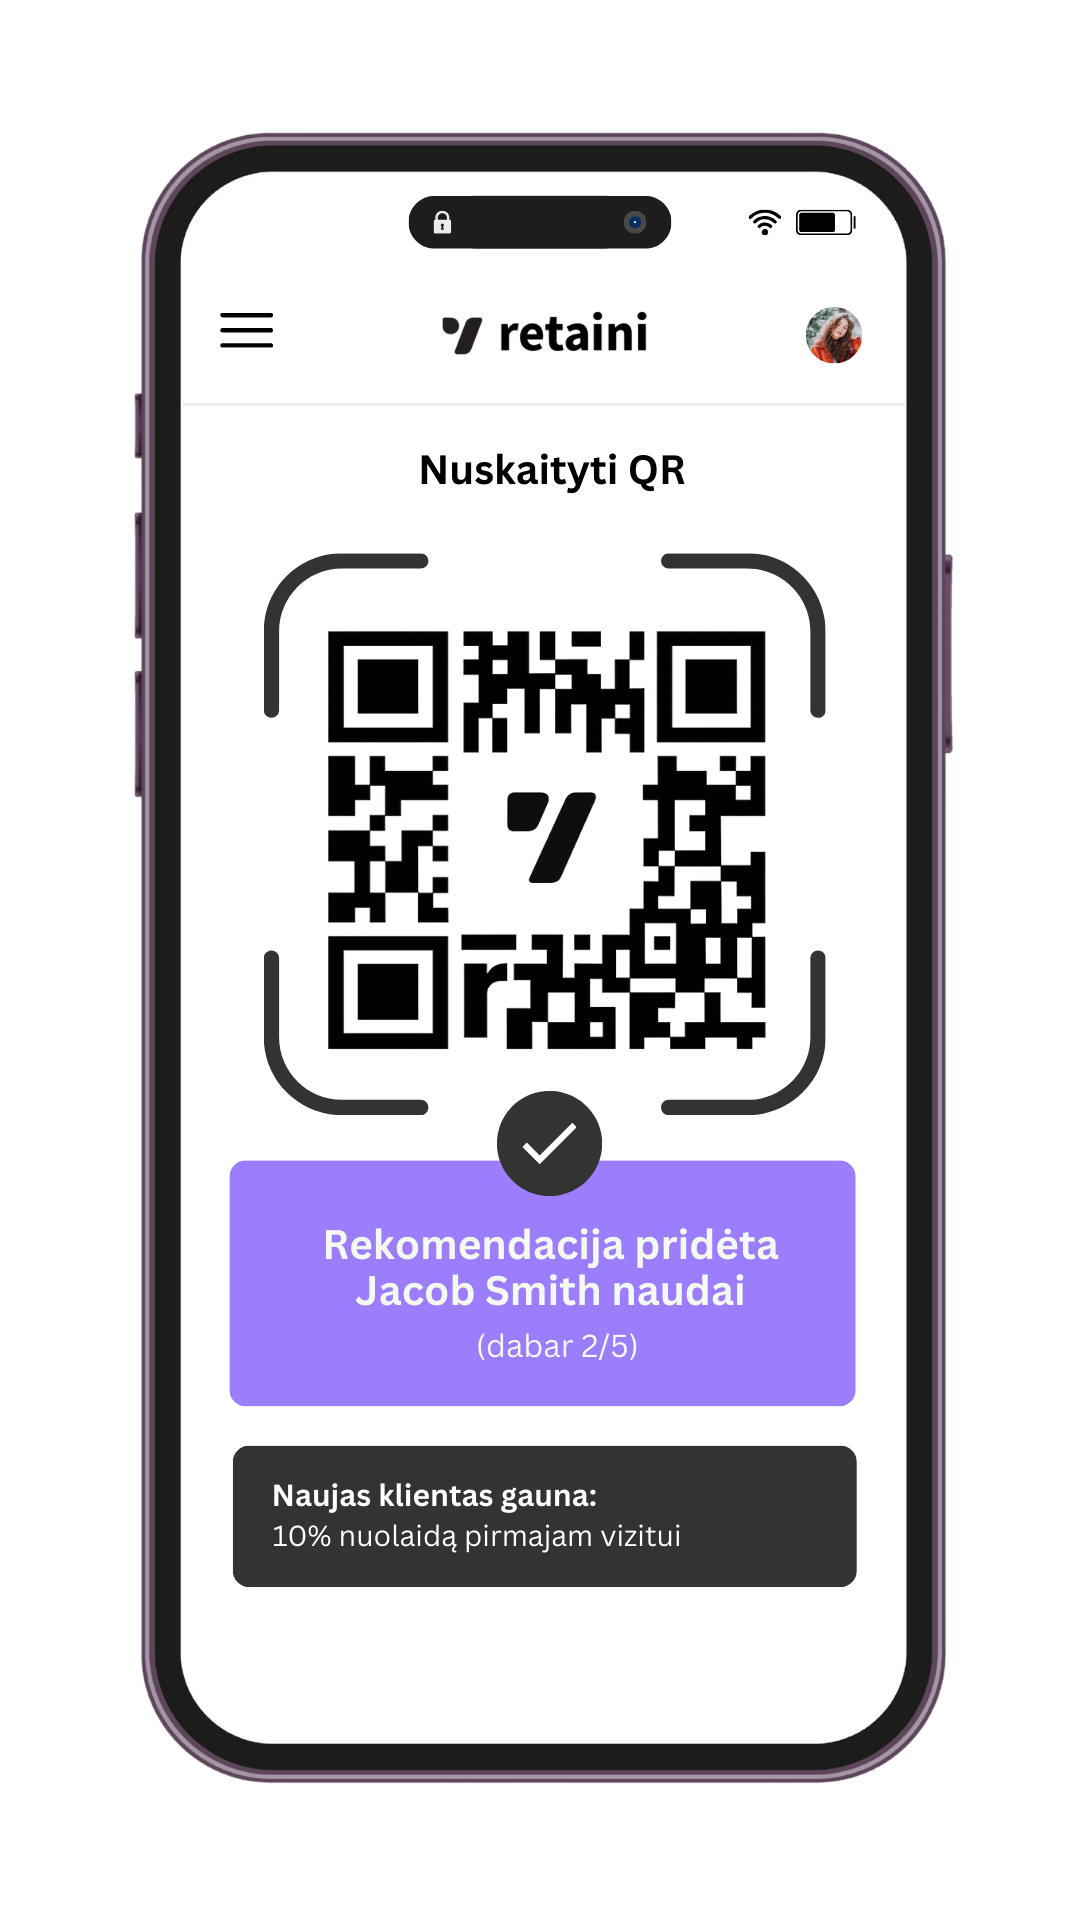 retaini
Nuskaityti QR
Rekomendacija pridėta
Jacob Smith naudai
(dabar 2/5)
Naujas klientas gauna:
10% nuolaidą pirmajam vizitui